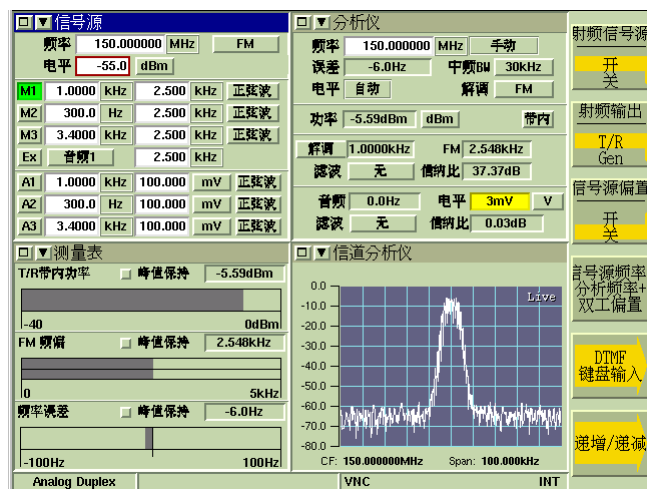 信号源
频率 150.000000 MHz FM
电平 -55.0 dBm
M1 1.0000 kHz 2.500 kHz 正弦波
M2 300.0 Hz 2.500 kHz 正弦波
M3 3.4000 kHz 2.500 kHz 正弦波
Ex 音频1 2.500 kHz
A1 1.0000 kHz 100.000 mV 正弦波
A2 300.0 Hz 100.000 mV 正弦波
A3 3.4000 kHz 100.000 mV 正弦波
分析仪
频率 150.000000 MHz 手动
误差 -6.0Hz 中频BW 30kHz
电平 自动 解调 FM
功率 -5.59dBm dBm 带内
解调 1.0000kHz FM 2.548kHz
滤波 无 信纳比 37.37dB
音频 0.0Hz 电平 3mV V
滤波 无 信纳比 0.03dB
测量表
T/R带内功率 峰值保持 -5.59dBm
-40 0dBm
FM 频偏 峰值保持 2.548kHz
0 5kHz
频率误差 峰值保持 -6.0Hz
-100Hz 100Hz
信道分析仪
Live
0.0
-10.0
-20.0
-30.0
-40.0
-50.0
-60.0
-70.0
-80.0
CF: 150.000000MHz Span: 100.000kHz
射频信号源
开
关
射频输出
T/R
Gen
信号源偏置
开
关
信号源频率
分析频率+
双工偏置
DTMF
键盘输入
递增/递减
Analog Duplex VNC INT